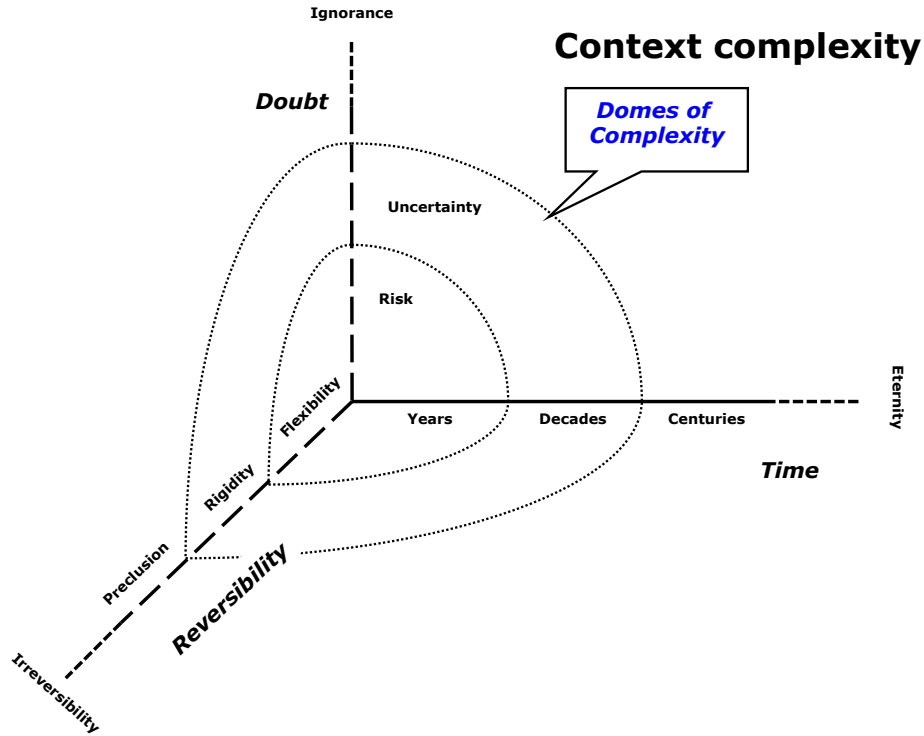 Ignorance
Context complexity
Doubt
Domes of
Complexity
Uncertainty
Risk
Flexibility
Eternity
Years
Decades
Centuries
Time
Rigidity
Preclusion
Reversibility
Irreversibility